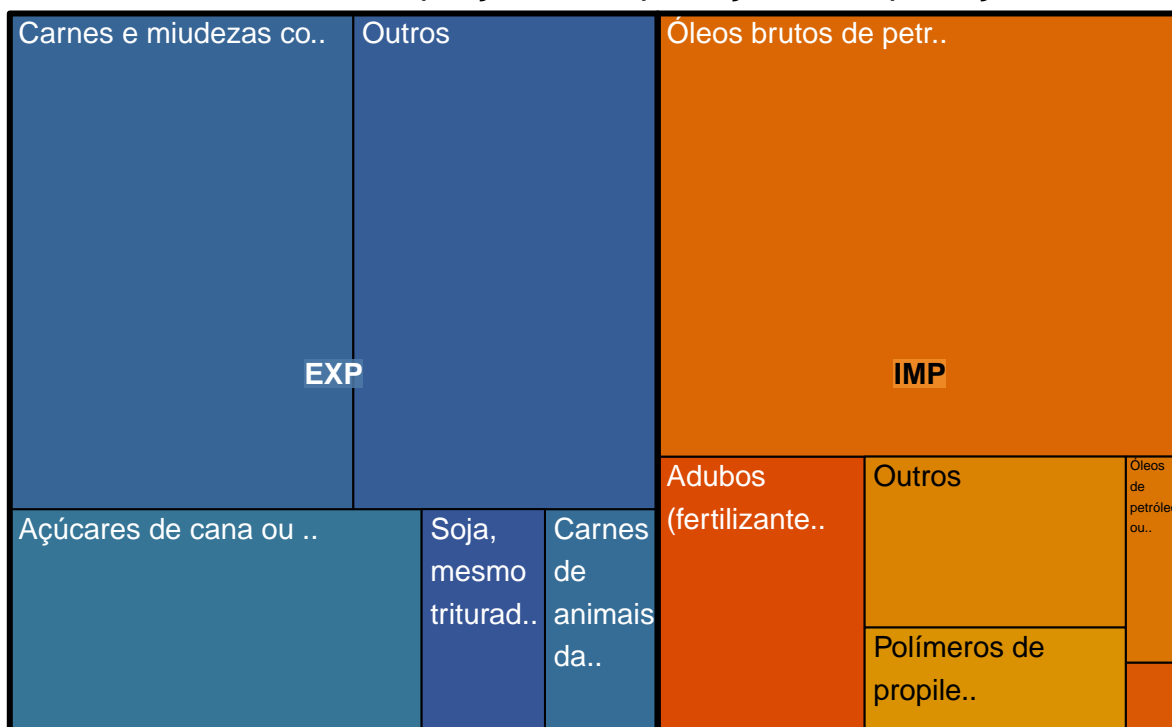 Carnes e miudezas co..
Outros
Óleos brutos de petr..
EXP
IMP
Açúcares de cana ou ..
Soja,
mesmo
triturad..
Carnes
de
animais
da..
Adubos
(fertilizante..
Outros
Polímeros de
propile..
Óleos
de
petróleo
ou..